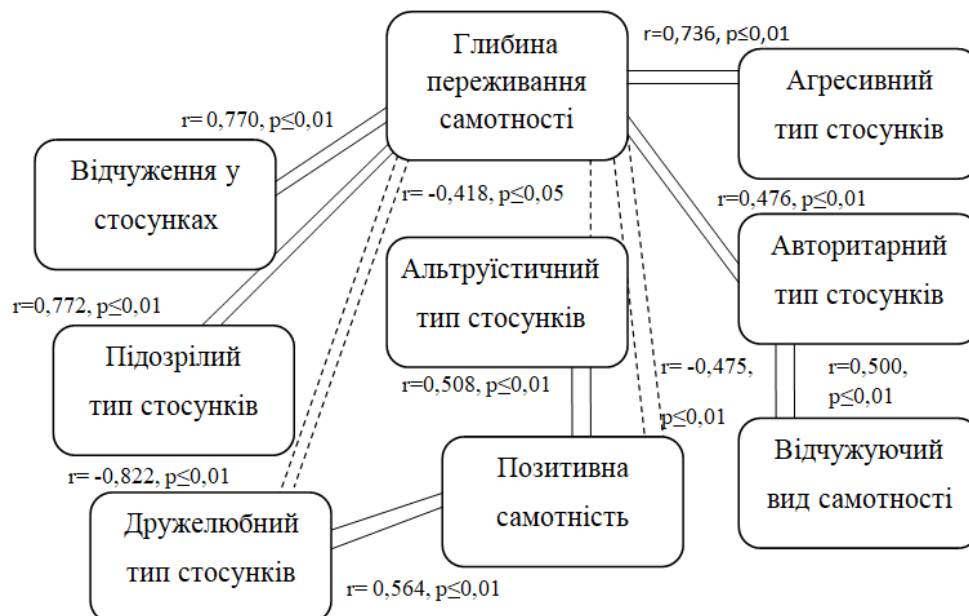 Глибина
переживання
самотності
r=0,736, p≤0,01
Агресивний
тип стосунків
r= 0,770, p≤0,01
Відчуження у
стосунках
r= -0,418, p≤0,05
r=0,476, p≤0,01
Альтруїстичний
тип стосунків
Авторитарний
тип стосунків
r=0,772, p≤0,01
Підозрілий
тип стосунків
r=0,508, p≤0,01
r= -0,475,
p≤0,01
r=0,500,
p≤0,01
r= -0,822, p≤0,01
Дружелюбний
тип стосунків
Позитивна
самотність
Відчужуючий
вид самотності
r= 0,564, p≤0,01